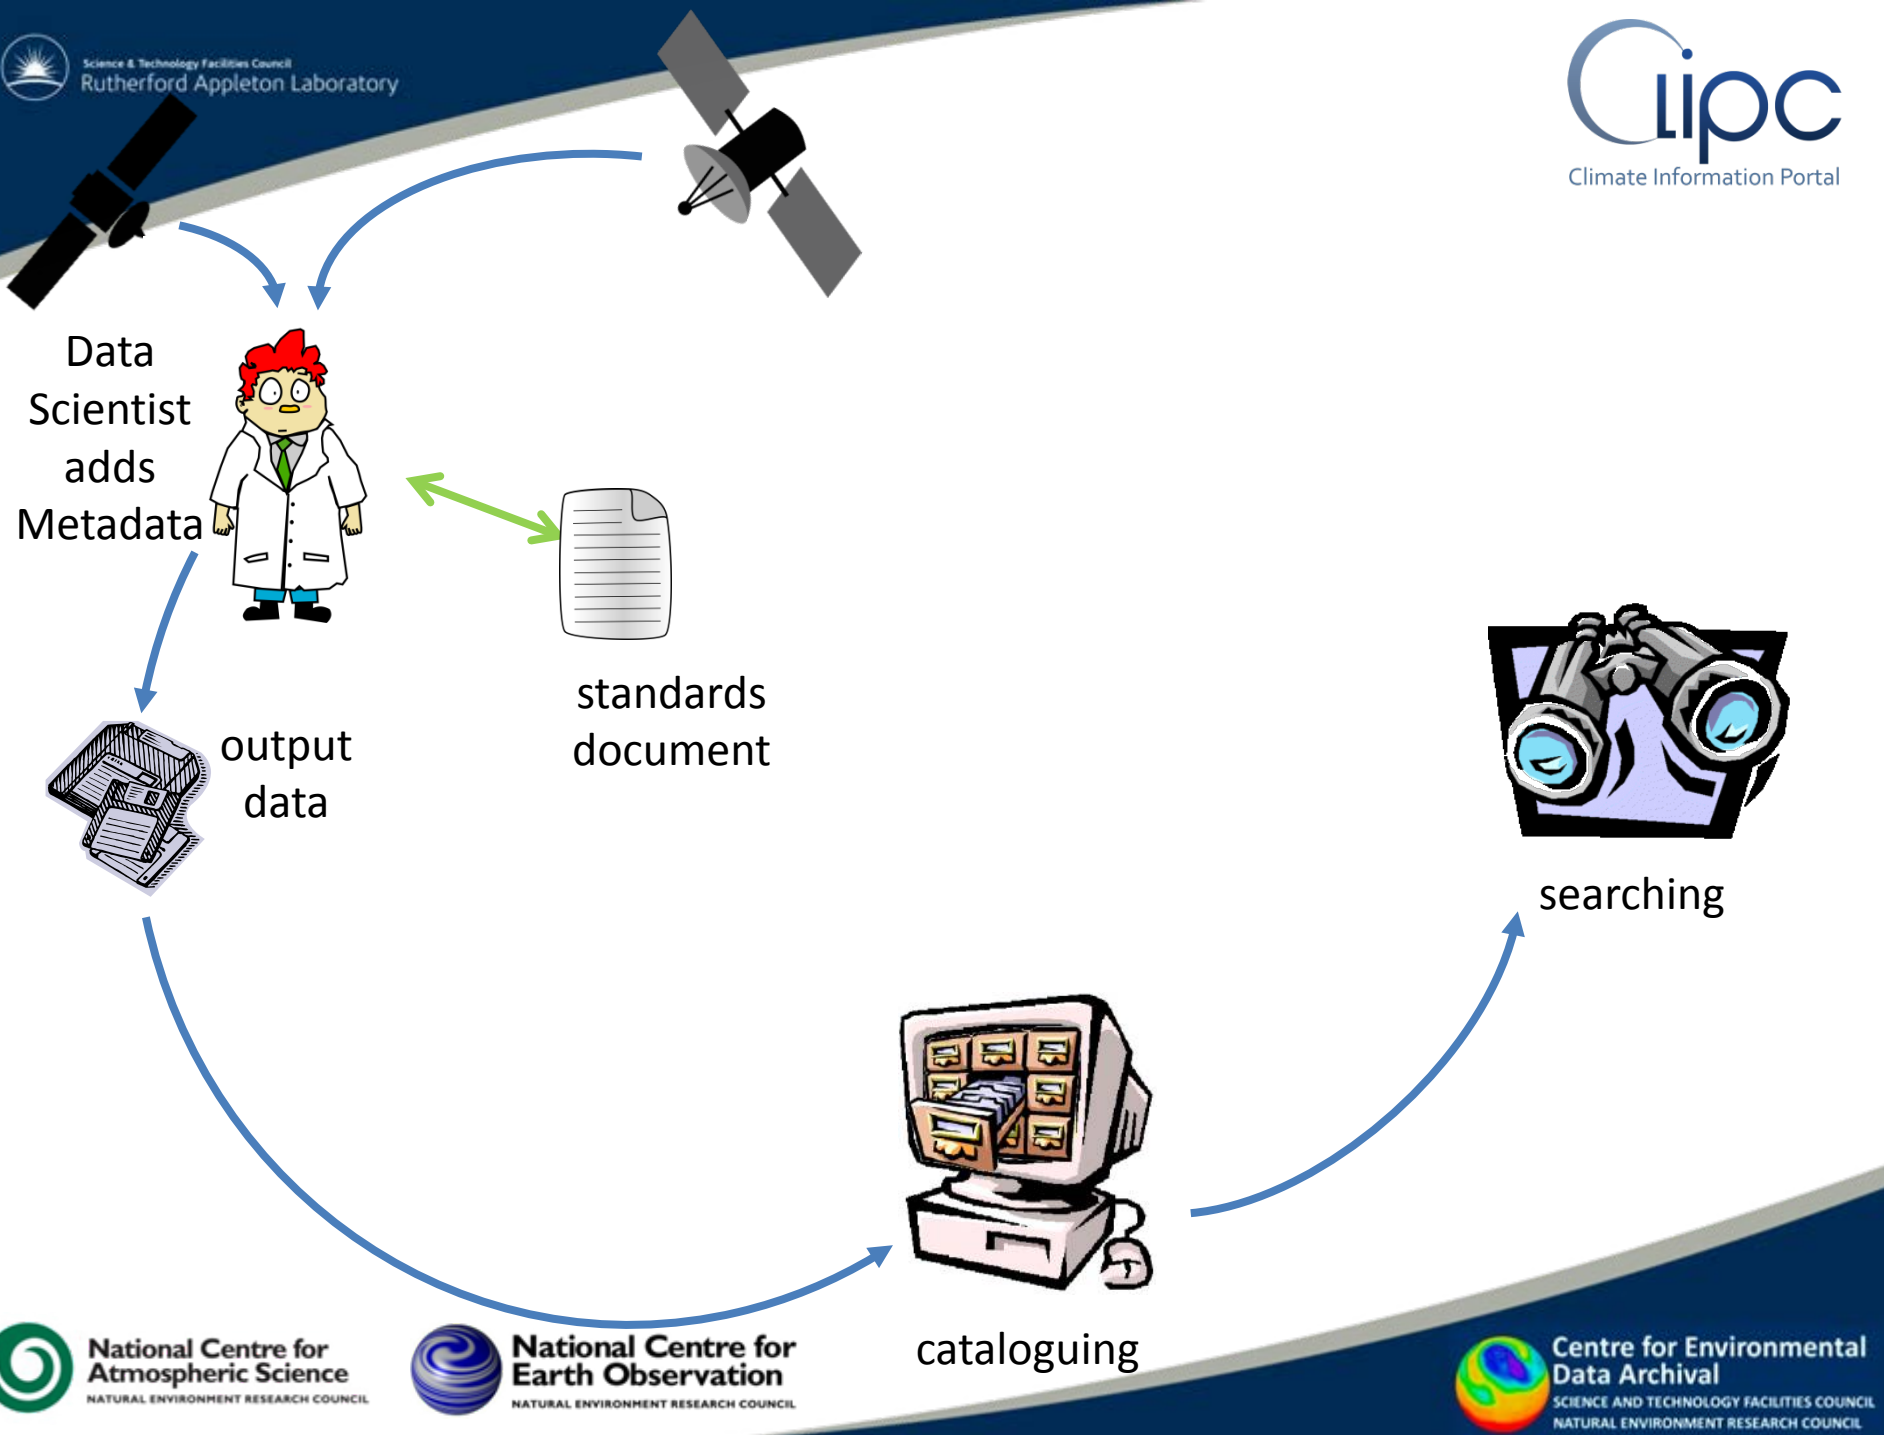 Science & Technology Facilities Council
Rutherford Appleton Laboratory
CLIPC
Climate Information Portal
Data
Scientist
adds
Metadata
standards
document
output
data
searching
cataloguing
National Centre for
Atmospheric Science
NATURAL ENVIRONMENT RESEARCH COUNCIL
National Centre for
Earth Observation
NATURAL ENVIRONMENT RESEARCH COUNCIL
Centre for Environmental
Data Archival
SCIENCE AND TECHNOLOGY FACILITIES COUNCIL
NATURAL ENVIRONMENT RESEARCH COUNCIL